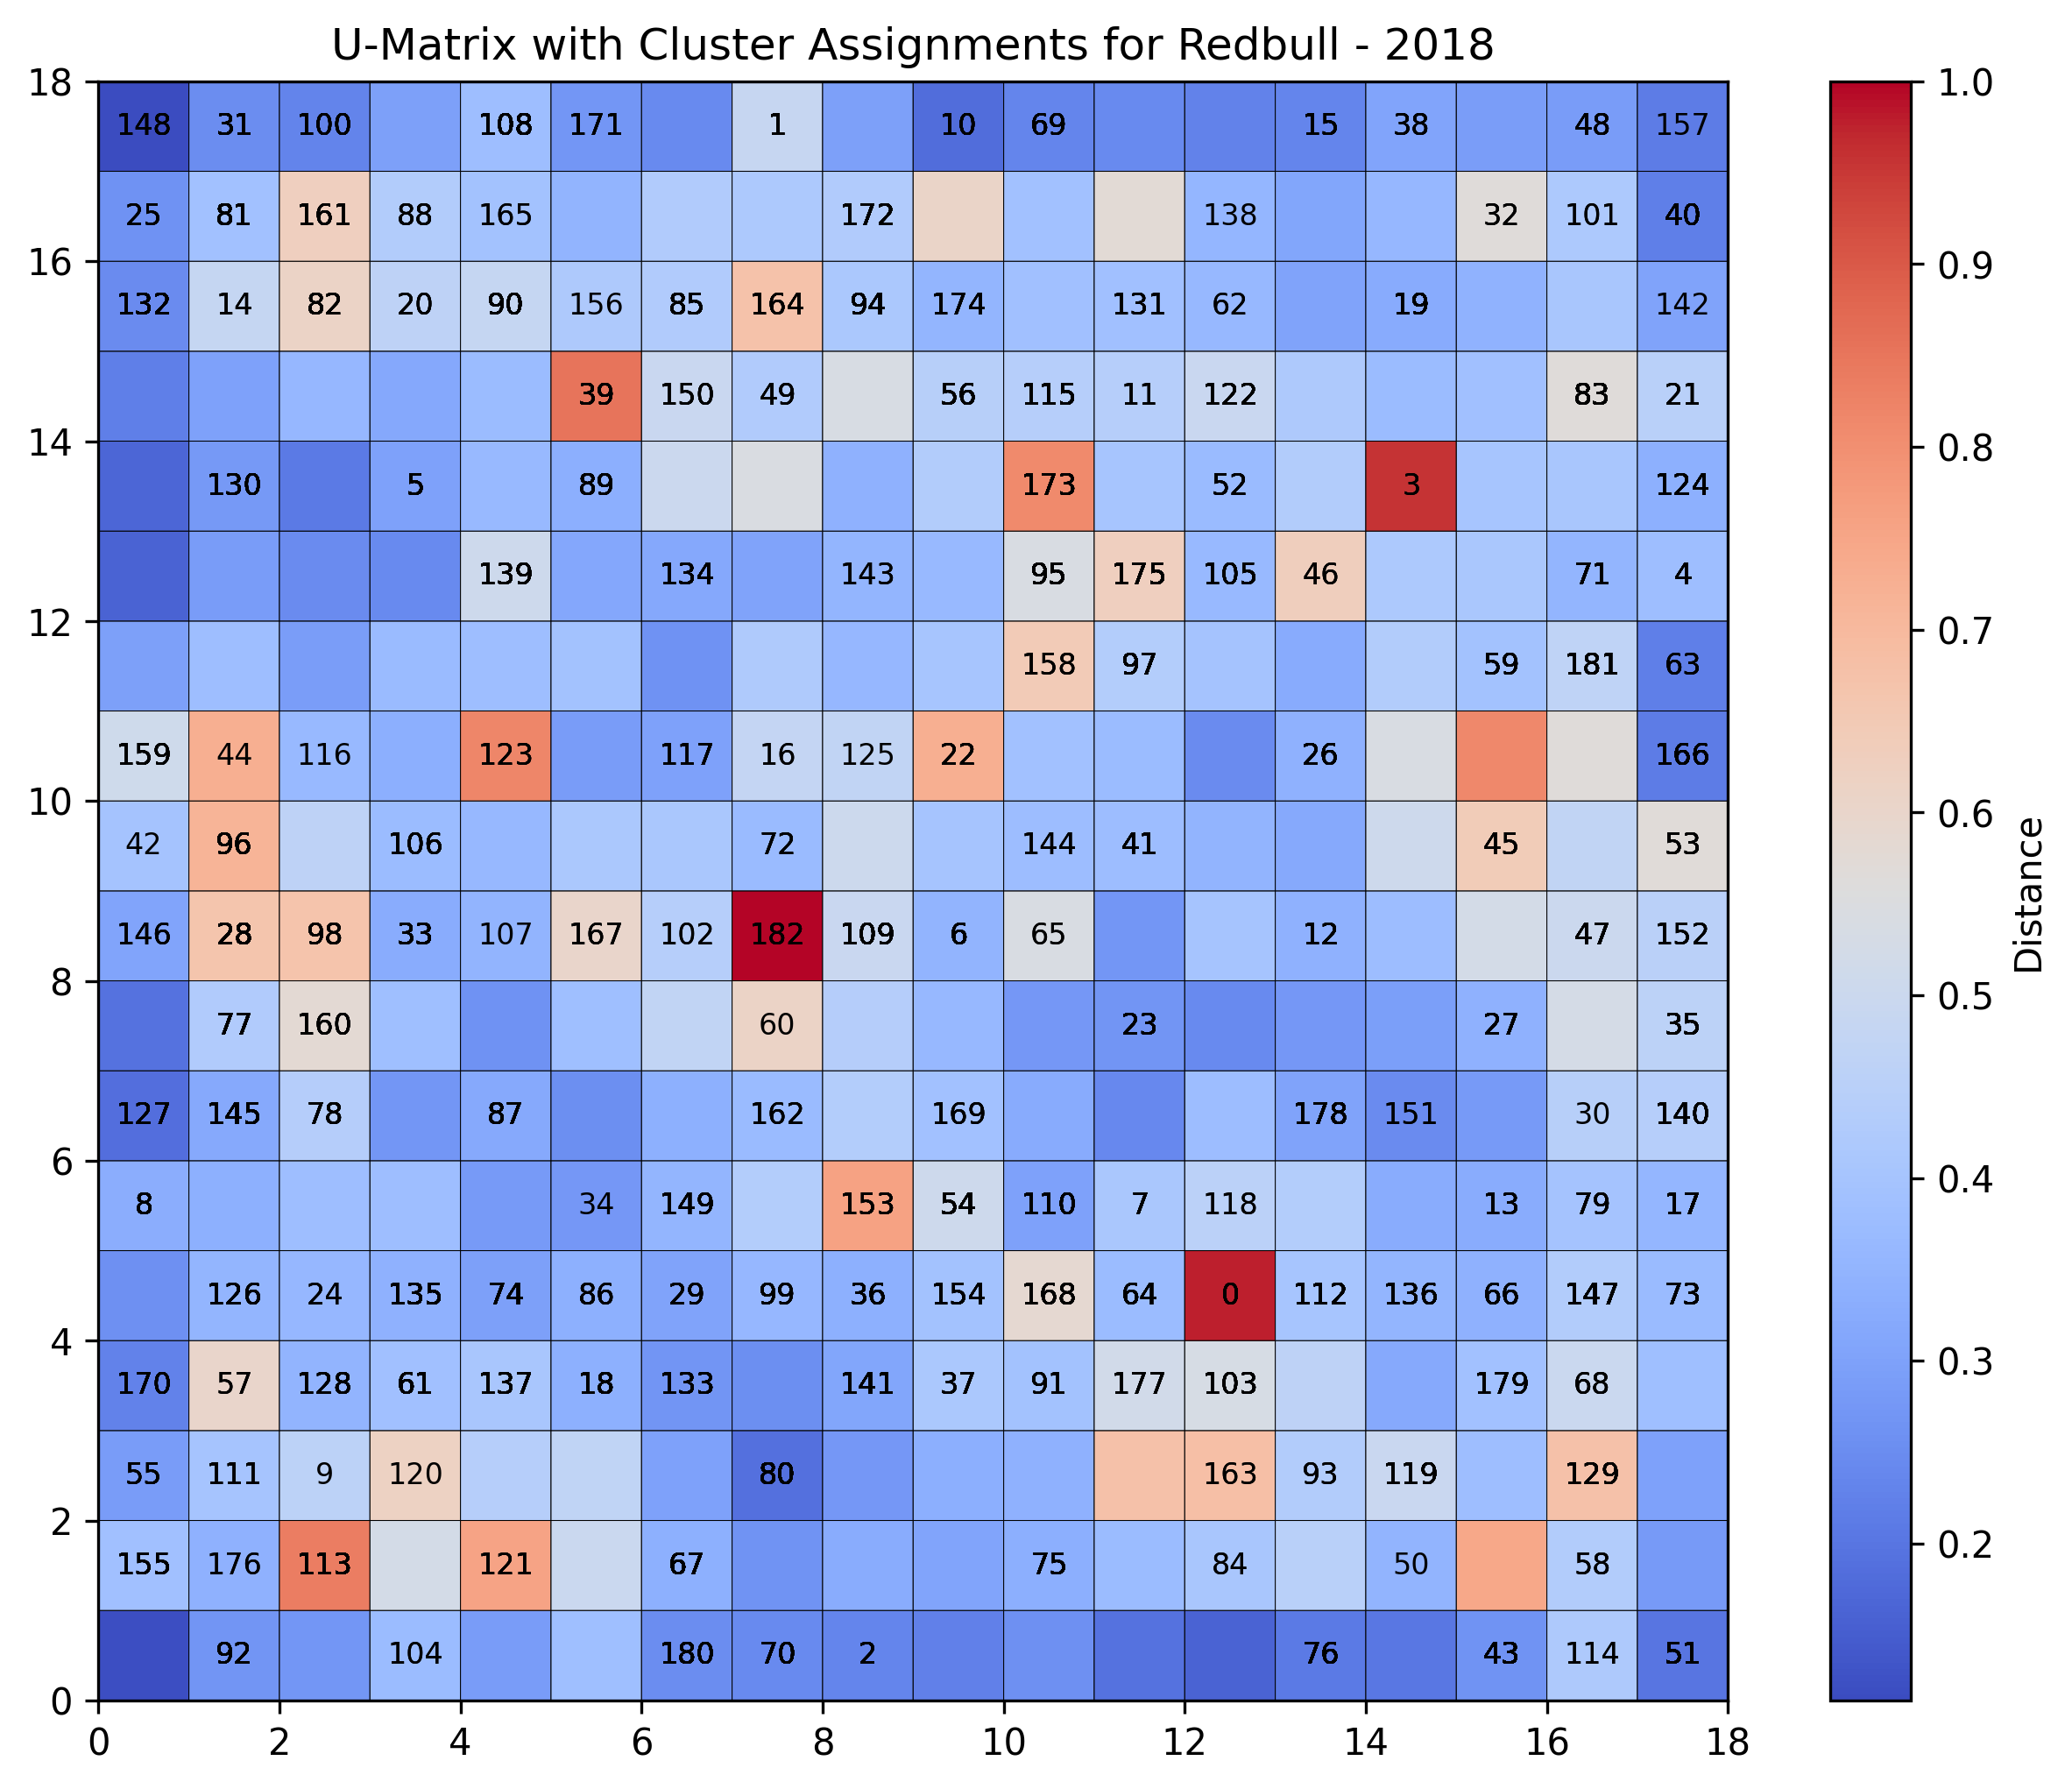 U-Matrix with Cluster Assignments for Redbull - 2018
18
148 31 100 108 171 1 10 69 15 38 48 157
25 81 161 88 165 172 138 32 101 40
16
132 14 82 20 90 156 85 164 94 174 131 62 19 142
39 150 49 56 115 11 122 83 21
14
130 5 89 173 52 3 124
139 134 143 95 175 105 46 71 4
12
158 97 59 181 63
159 44 116 123 117 16 125 22 26 166
10
42 96 106 72 144 41 45 53
146 28 98 33 107 167 102 182 109 6 65 12 47 152
8
77 160 60 23 27 35
127 145 78 87 162 169 178 151 30 140
6
8 34 149 153 54 110 7 118 13 79 17
126 24 135 74 86 29 99 36 154 168 64 0 112 136 66 147 73
4
170 57 128 61 137 18 133 141 37 91 177 103 179 68
55 111 9 120 80 163 93 119 129
2
155 176 113 121 67 75 84 50 58
92 104 180 70 2 76 43 114 51
0
0 2 4 6 8 10 12 14 16 18
1.0
0.9
0.8
0.7
0.6
0.5
0.4
0.3
0.2
Distance